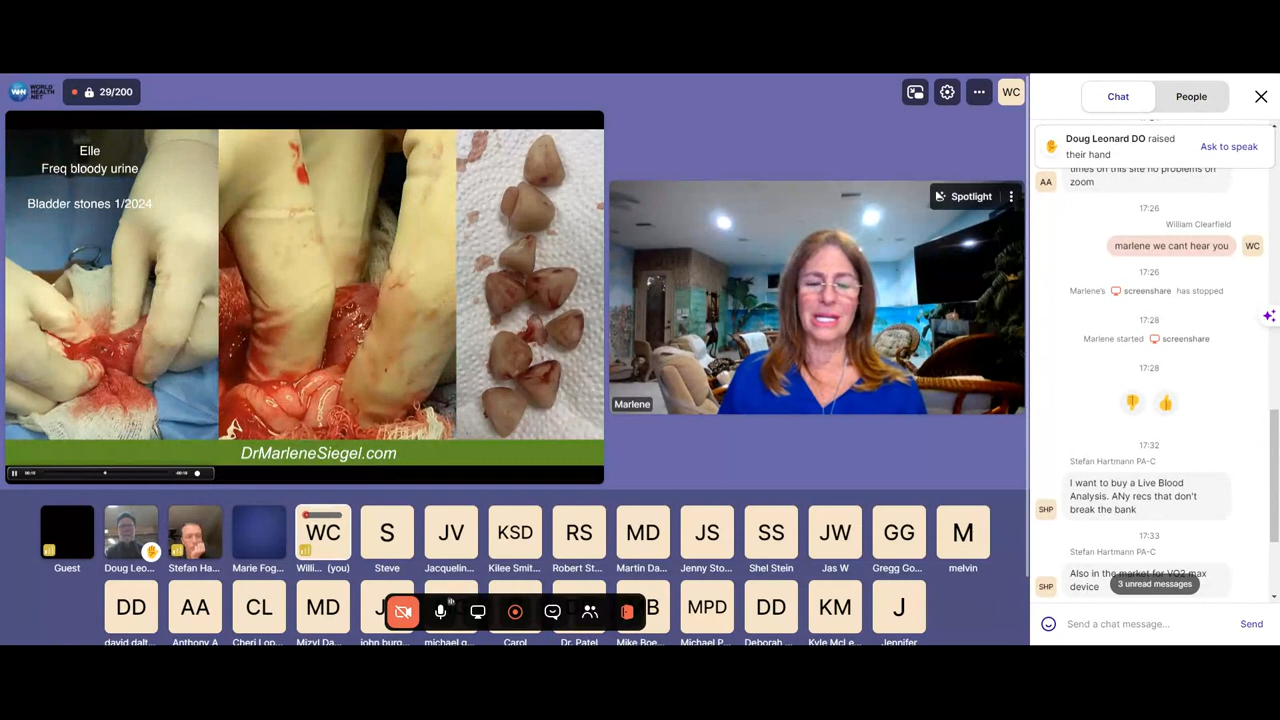 WORLD
HEALTH
NET
29/200
WC
Elle
Freq bloody urine
Bladder stones 1/2024
DrMarleneSiegel.com
Spotlight
Marlene
Guest
Doug Leo...
Stefan Ha...
Marie Fog...
WC
Willi... (you)
S
Steve
JV
Jacquelin...
KSD
Kilee Smit...
RS
Robert St...
MD
Martin Da...
JS
Jenny Sto...
SS
Shel Stein
JW
Jas W
GG
Gregg Go...
M
melvin
DD
david dalt...
AA
Anthony A
CL
Cheri Lop...
MD
Mizyl Da...
J
john burg...
michael g...
Carol
Dr. Patel
B
Mike Boe...
MPD
Michael P...
DD
Deborah ...
KM
Kyle McLe...
J
Jennifer
Chat
People
Doug Leonard DO raised
their hand
Ask to speak
times on this site no problems on
zoom
AA
17:26
William Clearfield
marlene we cant hear you
WC
17:26
Marlene's screenshare has stopped
17:28
Marlene started screenshare
17:28
17:32
Stefan Hartmann PA-C
I want to buy a Live Blood
Analysis. ANy recs that don't
break the bank
SHP
17:33
Stefan Hartmann PA-C
Also in the market for VO2 max
device
SHP
3 unread messages
Send a chat message...
Send